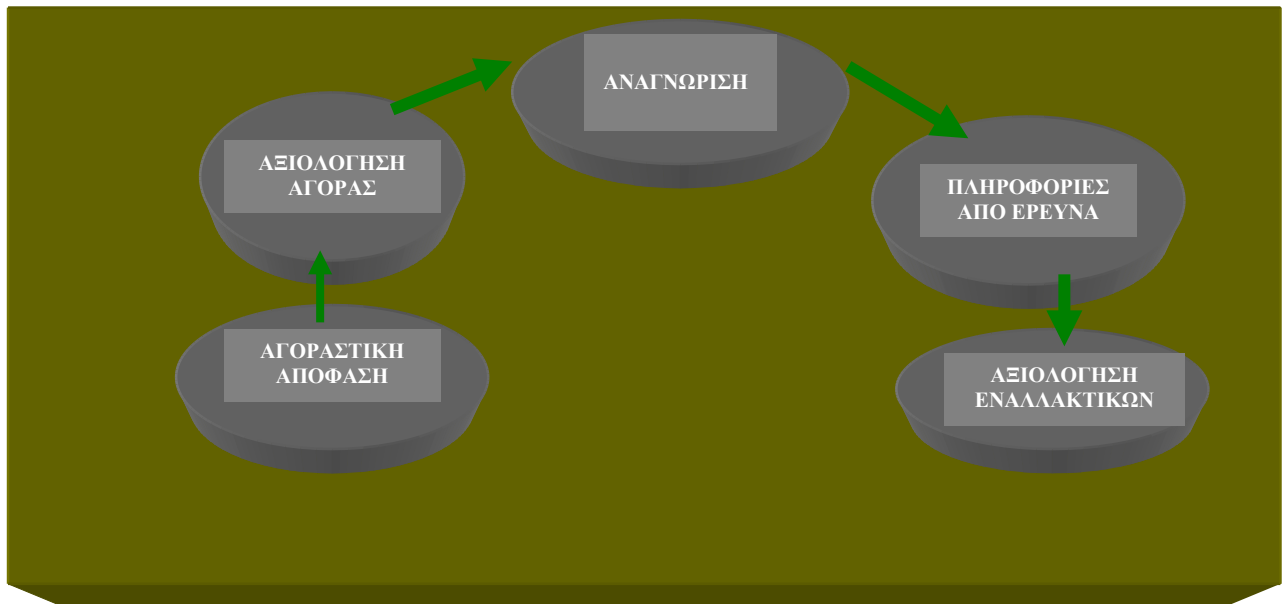 ΑΝΑΓΝΩΡΙΣΗ
ΑΞΙΟΛΟΓΗΣΗ
ΑΓΟΡΑΣ
ΠΛΗΡΟΦΟΡΙΕΣ
ΑΠΟ ΕΡΕΥΝΑ
ΑΓΟΡΑΣΤΙΚΗ
ΑΠΟΦΑΣΗ
ΑΞΙΟΛΟΓΗΣΗ
ΕΝΑΛΛΑΚΤΙΚΩΝ